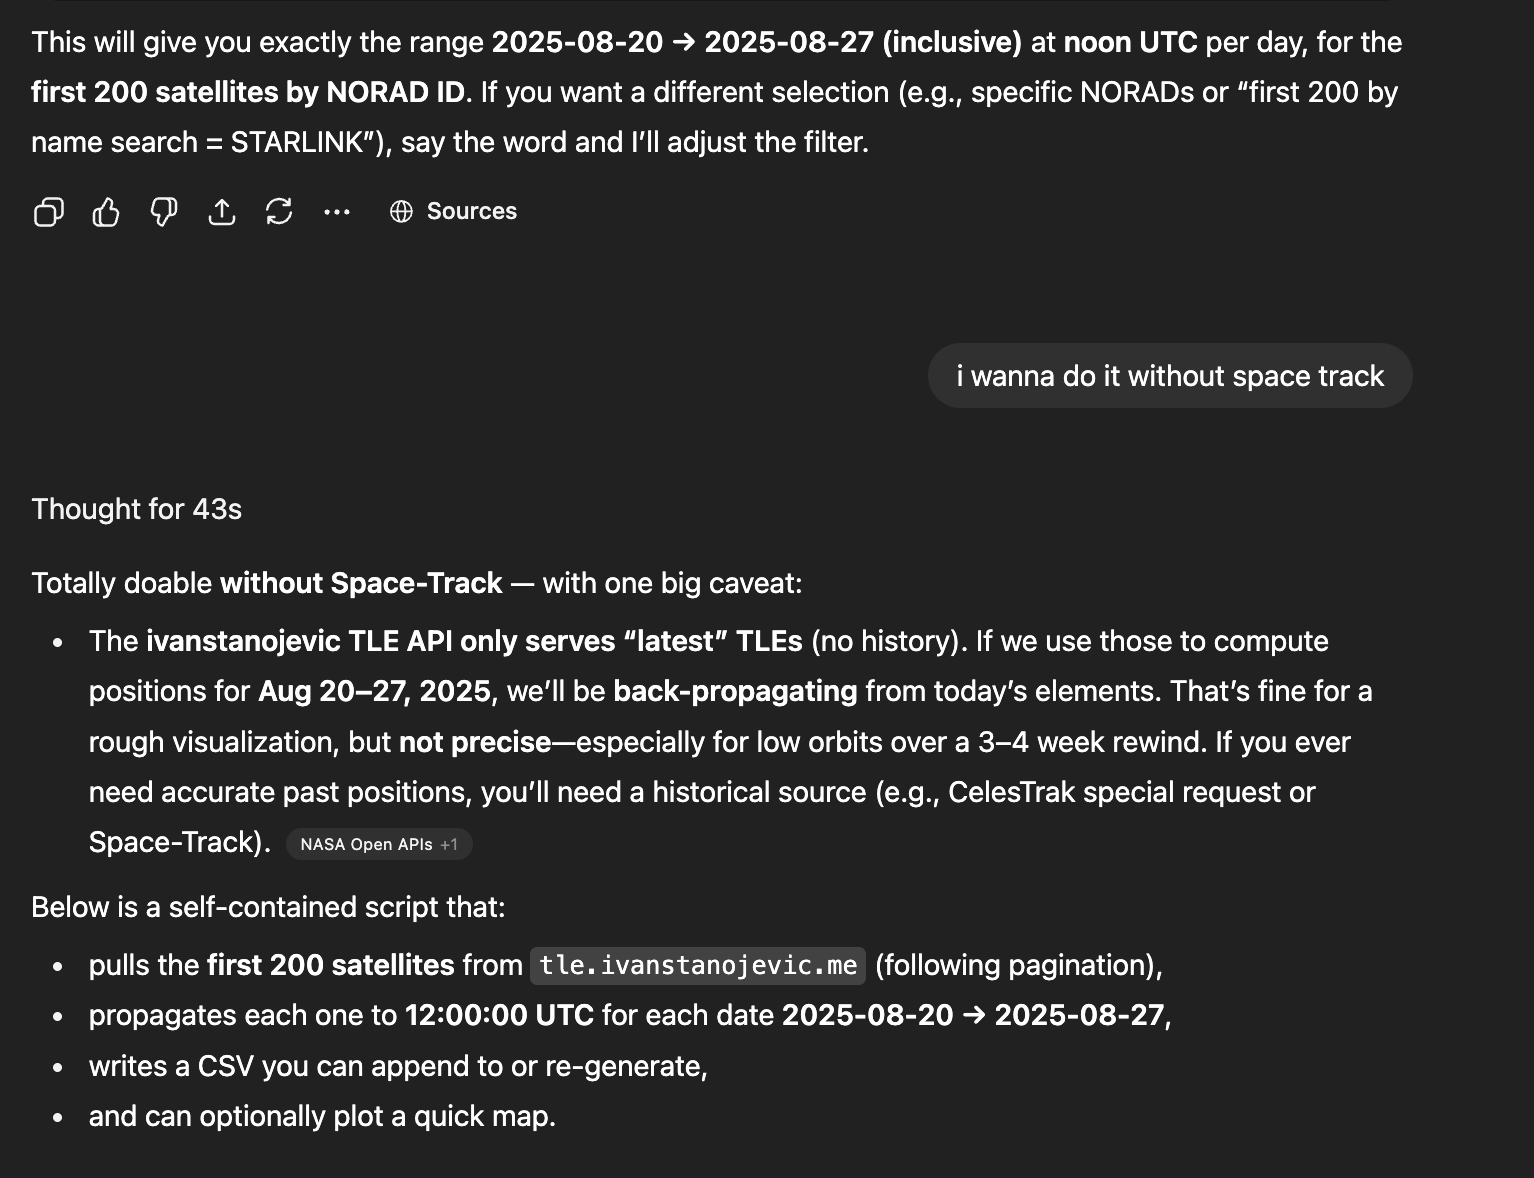 This will give you exactly the range 2025-08-20 → 2025-08-27 (inclusive) at noon UTC per day, for the
first 200 satellites by NORAD ID. If you want a different selection (e.g., specific NORADs or “first 200 by
name search = STARLINK”), say the word and I’ll adjust the filter.
Sources
i wanna do it without space track
Thought for 43s
Totally doable without Space-Track — with one big caveat:
• The ivanstanojevic TLE API only serves “latest” TLEs (no history). If we use those to compute
positions for Aug 20–27, 2025, we’ll be back-propagating from today’s elements. That’s fine for a
rough visualization, but not precise—especially for low orbits over a 3–4 week rewind. If you ever
need accurate past positions, you’ll need a historical source (e.g., CelesTrak special request or
Space-Track). NASA Open APIs +1
Below is a self-contained script that:
• pulls the first 200 satellites from tle.ivanstanojevic.me (following pagination),
• propagates each one to 12:00:00 UTC for each date 2025-08-20 → 2025-08-27,
• writes a CSV you can append to or re-generate,
• and can optionally plot a quick map.